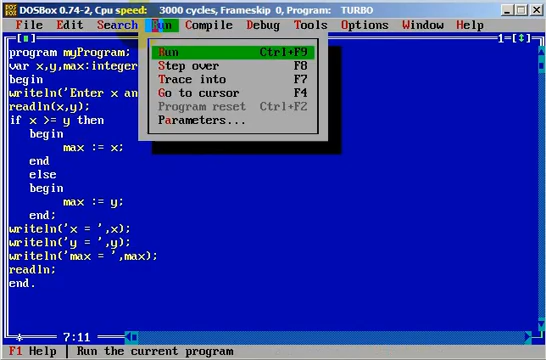 DOSBox 0.74-2, Cpu speed: 3000 cycles, Frameskip 0, Program: TURBO
File Edit Search Run Compile Debug Tools Options Window Help
1=[↕]
Run Ctrl+F9
Step over F8
Trace into F7
Go to cursor F4
Program reset Ctrl+F2
Parameters...
program myProgram;
var x,y,max:integer
begin
writeln('Enter x an
readln(x,y);
if x >= y then
begin
max := x;
end
else
begin
max := y;
end;
writeln('x = ',x);
writeln('y = ',y);
writeln('max = ',max);
readln;
end.
7:11
F1 Help | Run the current program